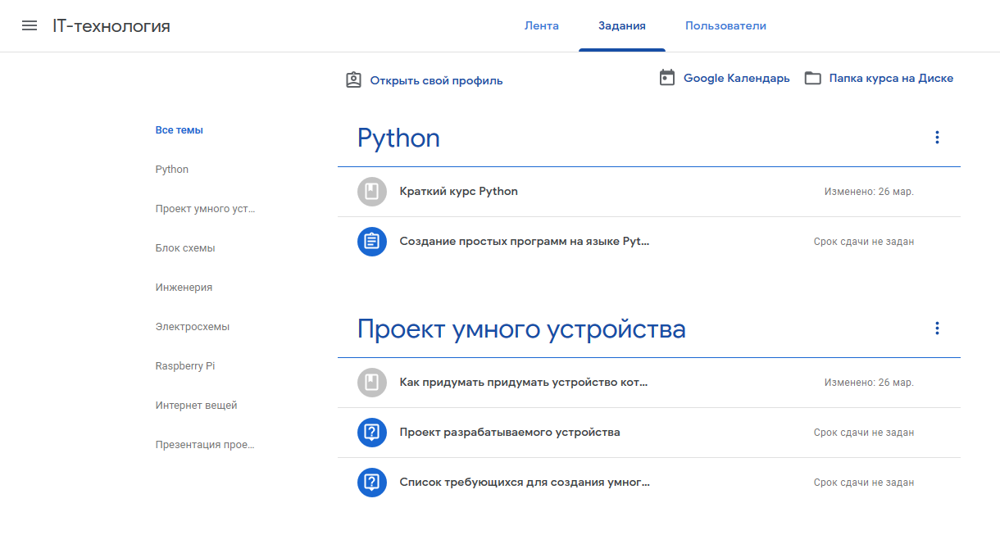 IT-технология
Лента
Задания
Пользователи
Открыть свой профиль
Google Календарь
Папка курса на Диске
Все темы
Python
Проект умного уст...
Блок схемы
Инженерия
Электросхемы
Raspberry Pi
Интернет вещей
Презентация прое...
Python
Краткий курс Python
Изменено: 26 мар.
Создание простых программ на языке Pyt...
Срок сдачи не задан
Проект умного устройства
Как придумать придумать устройство кот...
Изменено: 26 мар.
Проект разрабатываемого устройства
Срок сдачи не задан
Список требующихся для создания умног...
Срок сдачи не задан